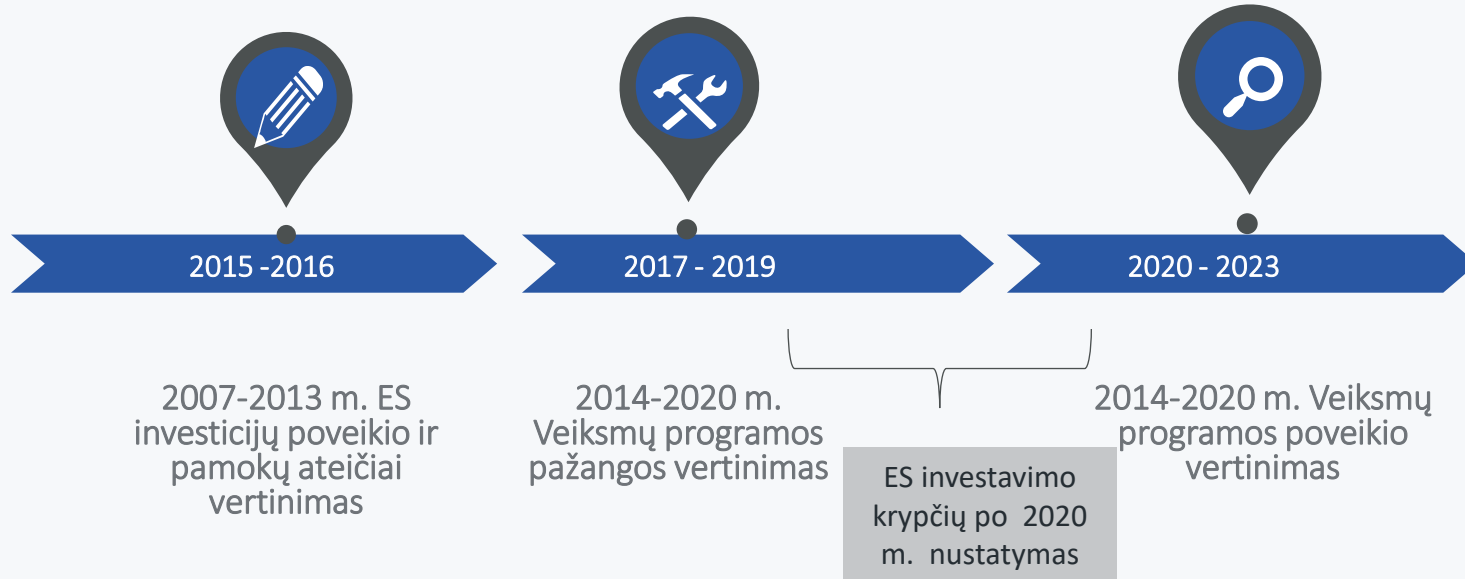 2015 -2016
2017 - 2019
2020 - 2023
2007-2013 m. ES
investicijų poveikio ir
pamokų ateičiai
vertinimas
2014-2020 m.
Veiksmų programos
pažangos vertinimas
ES investavimo
krypčių po  2020
m.  nustatymas
2014-2020 m. Veiksmų
programos poveikio
vertinimas